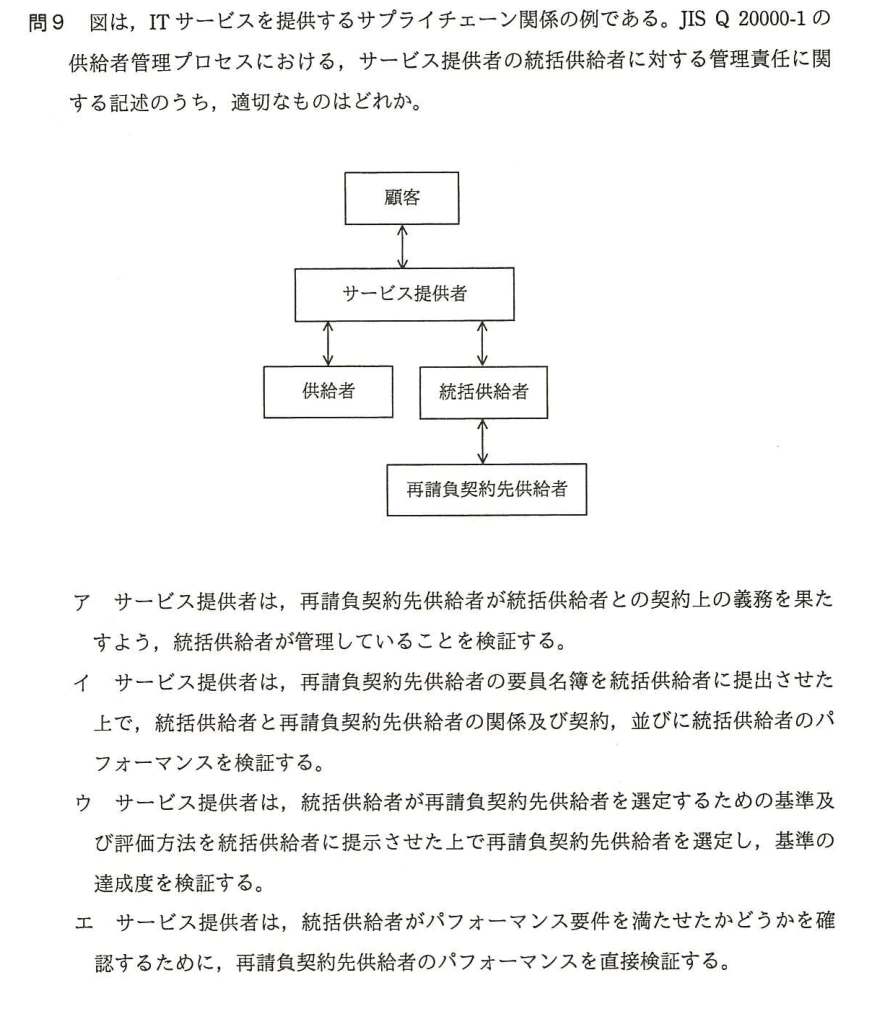 問9 図は，ITサービスを提供するサプライチェーン関係の例である。JIS Q 20000-1の
供給者管理プロセスにおける，サービス提供者の統括供給者に対する管理責任に関
する記述のうち，適切なものはどれか。
顧客
サービス提供者
供給者
統括供給者
再請負契約先供給者
ア サービス提供者は，再請負契約先供給者が統括供給者との契約上の義務を果た
すよう，統括供給者が管理していることを検証する。
イ サービス提供者は，再請負契約先供給者の要員名簿を統括供給者に提出させた
上で，統括供給者と再請負契約先供給者の関係及び契約，並びに統括供給者のパ
フォーマンスを検証する。
ウ サービス提供者は，統括供給者が再請負契約先供給者を選定するための基準及
び評価方法を統括供給者に提示させた上で再請負契約先供給者を選定し，基準の
達成度を検証する。
エ サービス提供者は，統括供給者がパフォーマンス要件を満たせたかどうかを確
認するために，再請負契約先供給者のパフォーマンスを直接検証する。